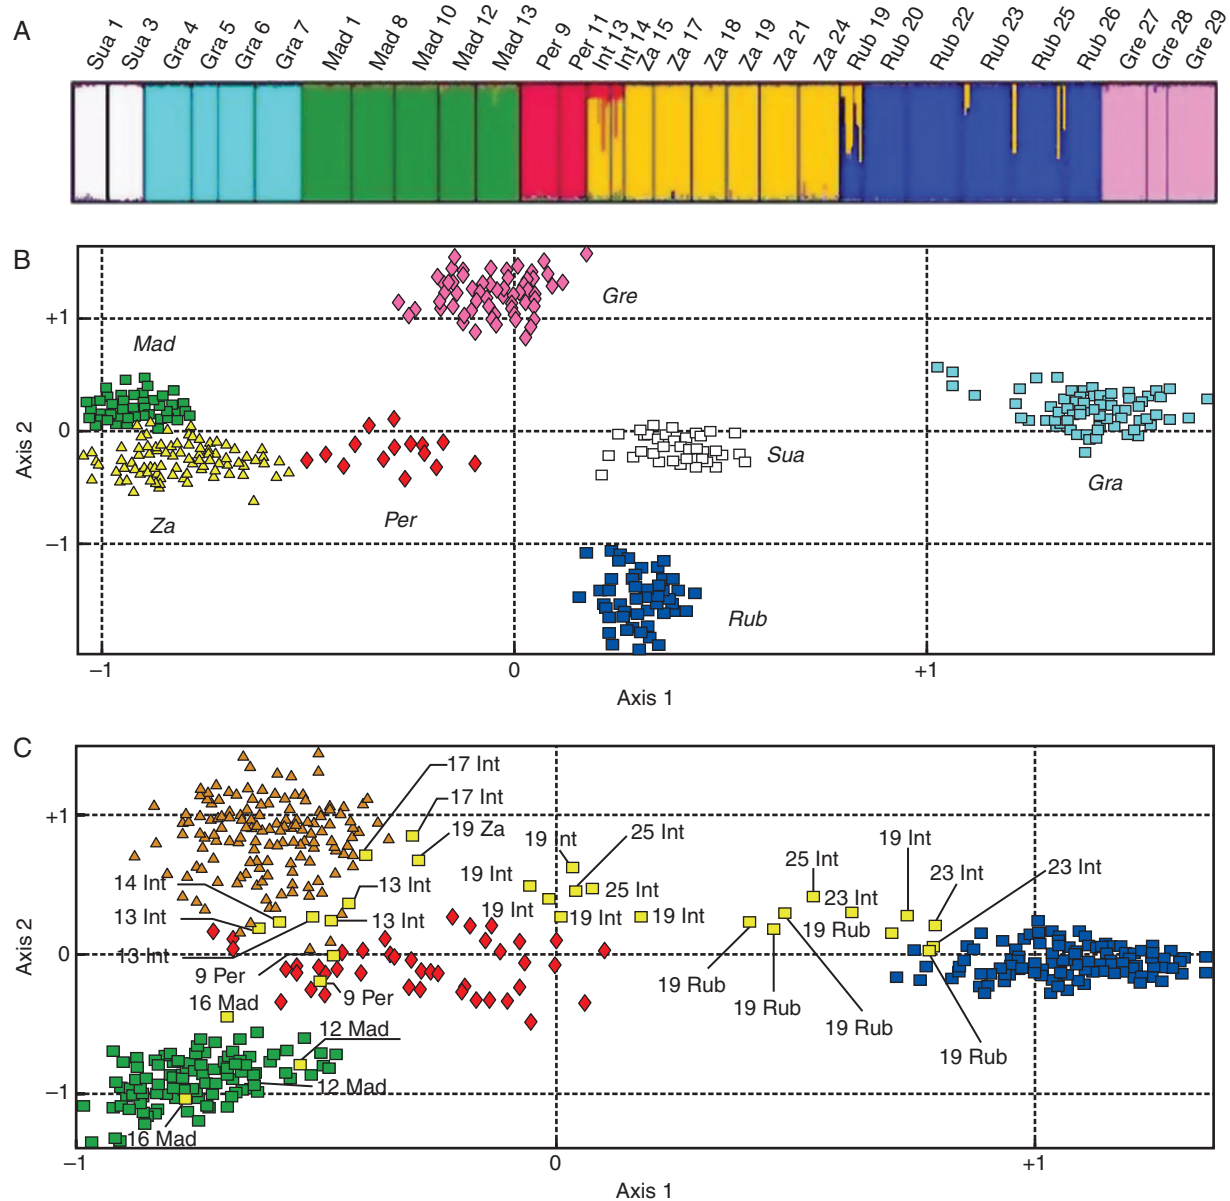 A
Sua 1
Sua 3
Gra 4
Gra 5
Gra 6
Gra 7
Mad 1
Mad 8
Mad 10
Mad 12
Mad 13
Per 9
Per 11
Int 13
Int 14
Za 15
Za 17
Za 18
Za 19
Za 21
Za 24
Rub 19
Rub 20
Rub 22
Rub 23
Rub 25
Rub 26
Gre 27
Gre 28
Gre 29
B
Gre
+1
Mad
0
Axis 2
Sua
Gra
Za
Per
−1
Rub
−1
0
+1
Axis 1
C
17 Int
17 Int
+1
19 Za
19 Int
25 Int
19 Int
25 Int
23 Int
23 Int
14 Int
13 Int
19 Int
25 Int
23 Int
13 Int
13 Int
19 Int
19 Int
19 Int
19 Rub
13 Int
0
Axis 2
9 Per
9 Per
19 Rub
16 Mad
19 Rub
12 Mad
19 Rub
19 Rub
12 Mad
−1
16 Mad
−1
0
+1
Axis 1